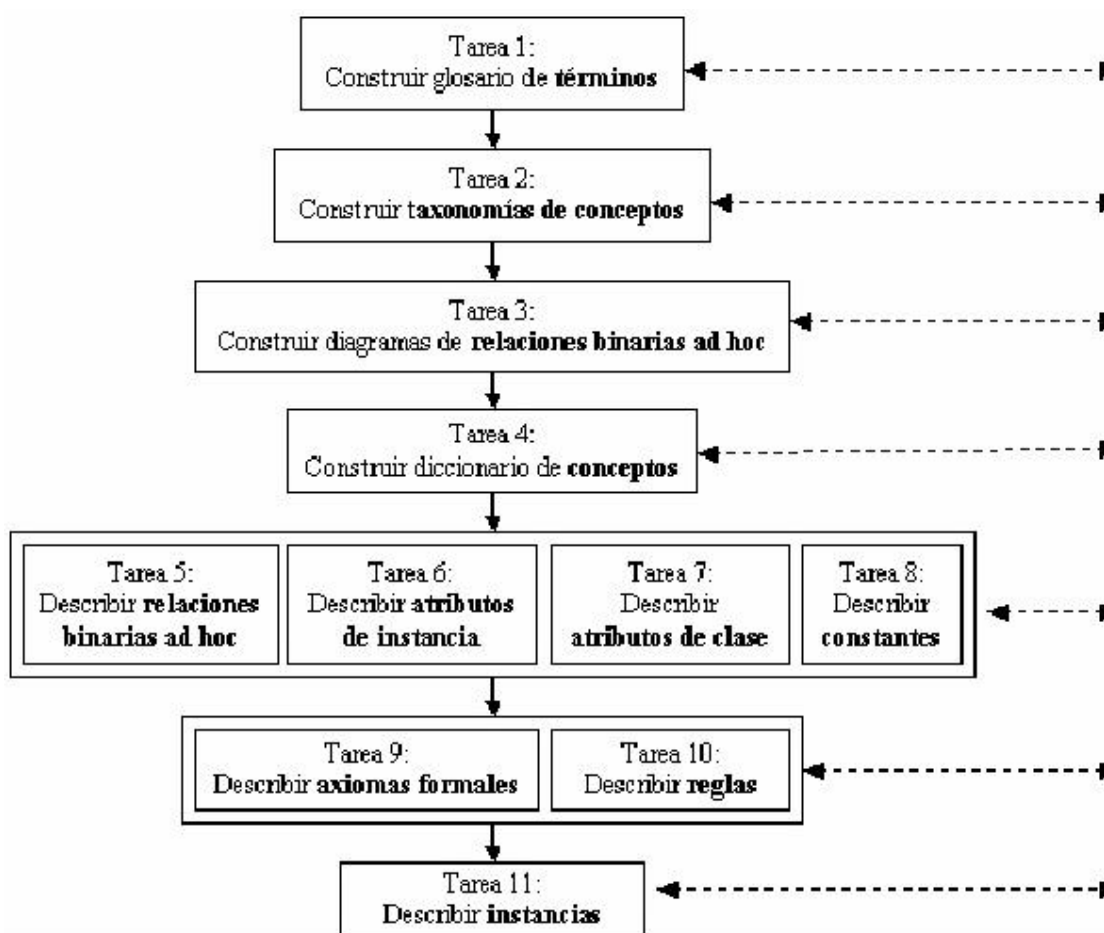 Tarea 1:
Construir glosario de términos
Tarea 2:
Construir taxonomías de conceptos
Tarea 3:
Construir diagramas de relaciones binarias ad hoc
Tarea 4:
Construir diccionario de conceptos
Tarea 5:
Describir relaciones
binarias ad hoc
Tarea 6:
Describir atributos
de instancia
Tarea 7:
Describir
atributos de clase
Tarea 8:
Describir
constantes
Tarea 9:
Describir axiomas formales
Tarea 10:
Describir reglas
Tarea 11:
Describir instancias